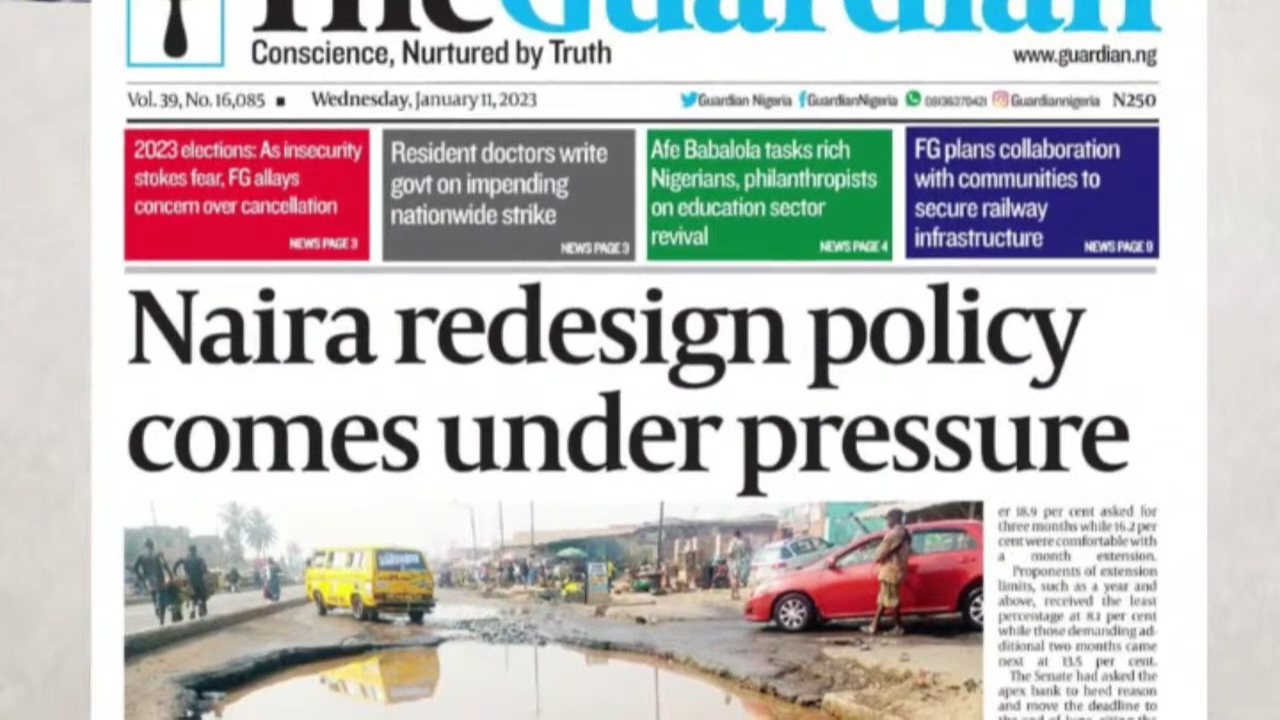 The Guardian
Conscience, Nurtured by Truth
www.guardian.ng
Vol. 39, No. 16,085 ■ Wednesday, January 11, 2023
Guardian Nigeria GuardianNigeria 08136370421 Guardiannigeria N250
2023 elections: As insecurity
stokes fear, FG allays
concern over cancellation
NEWS PAGE 3
Resident doctors write
govt on impending
nationwide strike
NEWS PAGE 3
Afe Babalola tasks rich
Nigerians, philanthropists
on education sector
revival
NEWS PAGE 4
FG plans collaboration
with communities to
secure railway
infrastructure
NEWS PAGE
Naira redesign policy
comes under pressure
er 18.9 per cent asked for
three months while 16.2 per
cent were comfortable with
a month extension.
Proponents of extension
limits, such as a year and
above, received the least
percentage at 8.1 per cent
while those demanding ad-
ditional two months came
next at 13.5 per cent.
The Senate had asked the
apex bank to heed reason
and move the deadline to